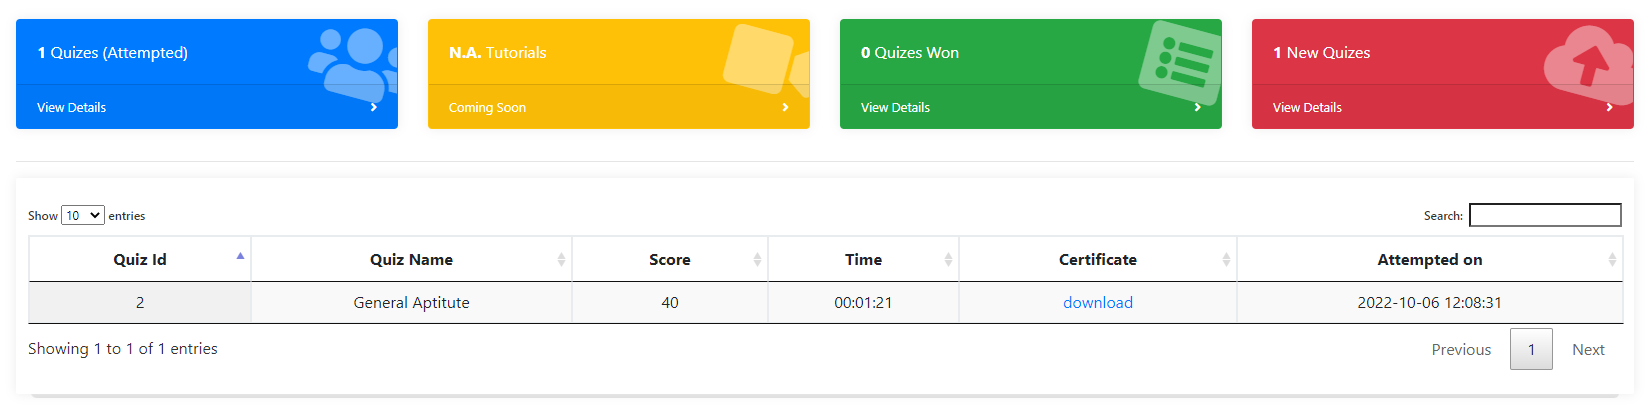 1 Quizes (Attempted)
View Details
N.A. Tutorials
Coming Soon
0 Quizes Won
View Details
1 New Quizes
View Details
Show 10 entries
Search:
Quiz Id Quiz Name Score Time Certificate Attempted on
2 General Aptitute 40 00:01:21 download 2022-10-06 12:08:31
Showing 1 to 1 of 1 entries
Previous 1 Next